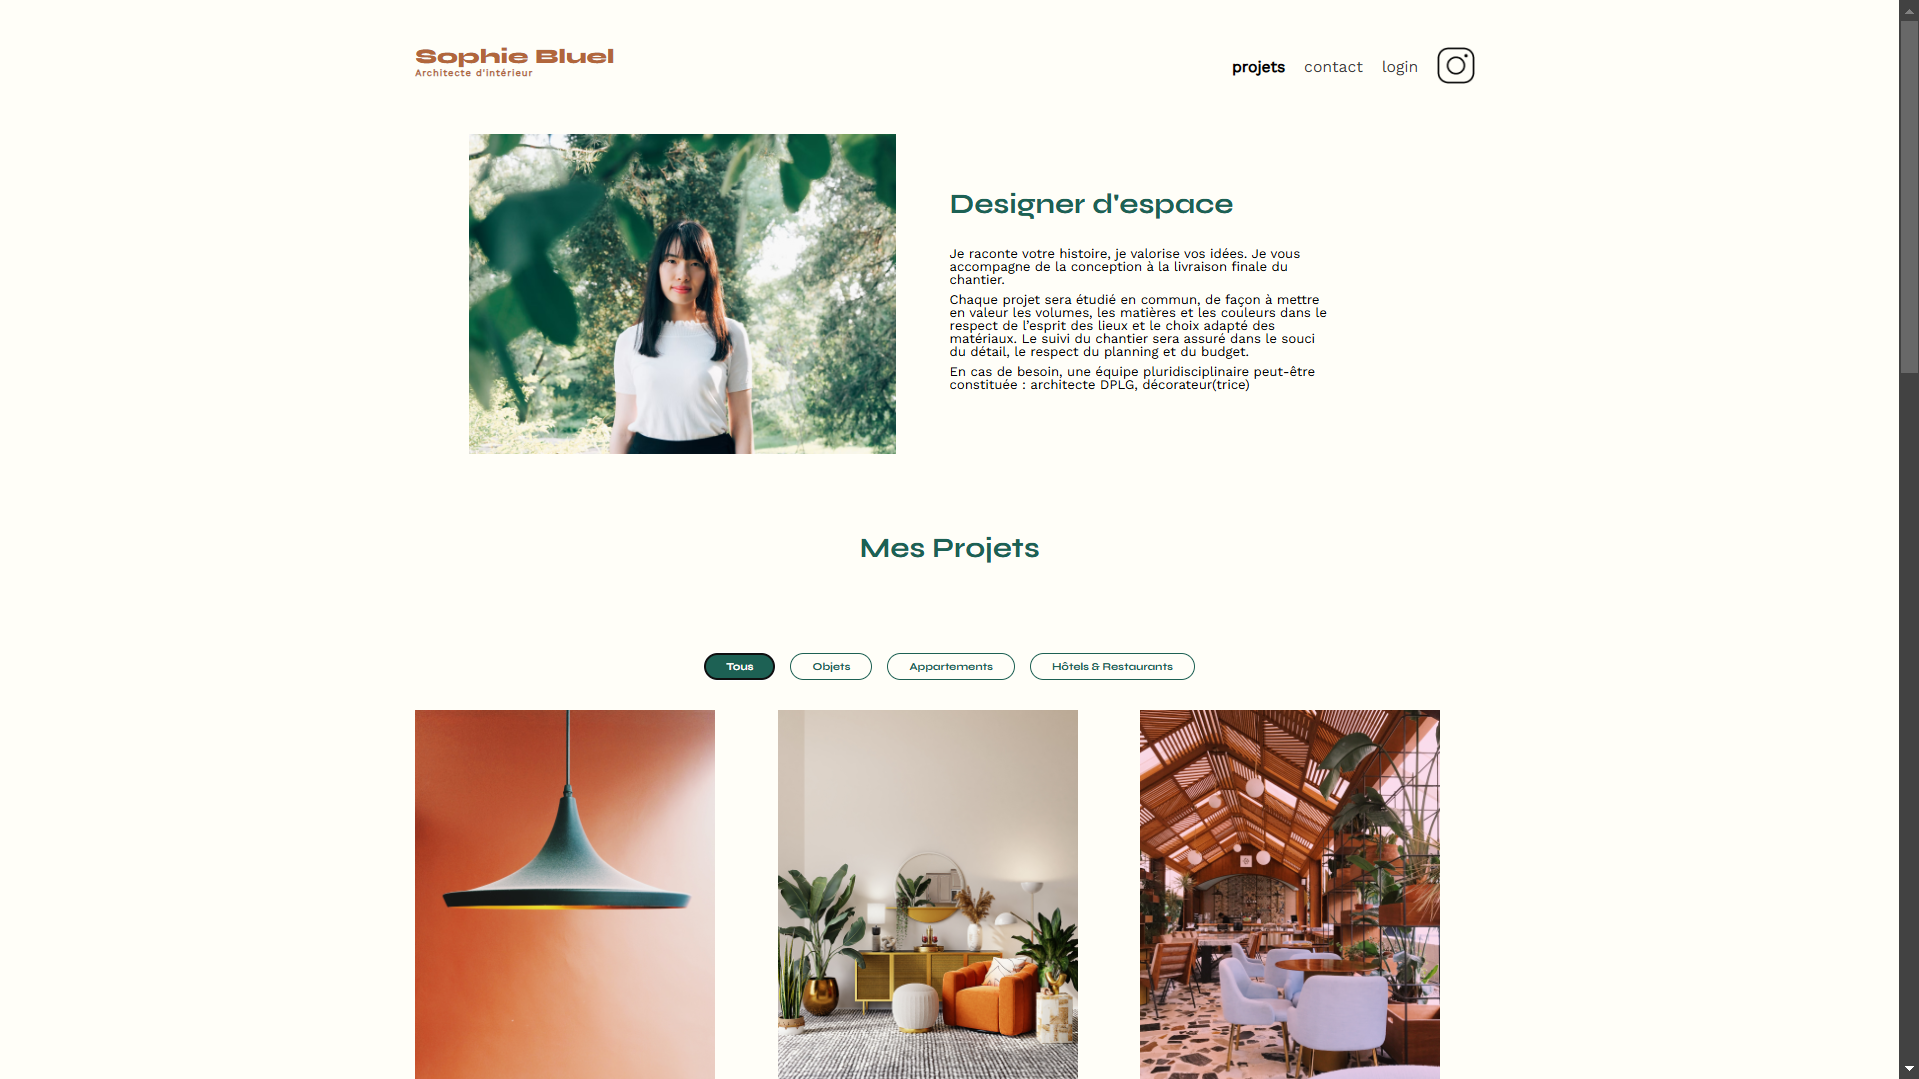 Sophie Bluel
Architecte d'intérieur
projets
contact
login
Designer d'espace
Je raconte votre histoire, je valorise vos idées. Je vous
accompagne de la conception à la livraison finale du
chantier.
Chaque projet sera étudié en commun, de façon à mettre
en valeur les volumes, les matières et les couleurs dans le
respect de l’esprit des lieux et le choix adapté des
matériaux. Le suivi du chantier sera assuré dans le souci
du détail, le respect du planning et du budget.
En cas de besoin, une équipe pluridisciplinaire peut-être
constituée : architecte DPLG, décorateur(trice)
Mes Projets
Tous
Objets
Appartements
Hôtels & Restaurants